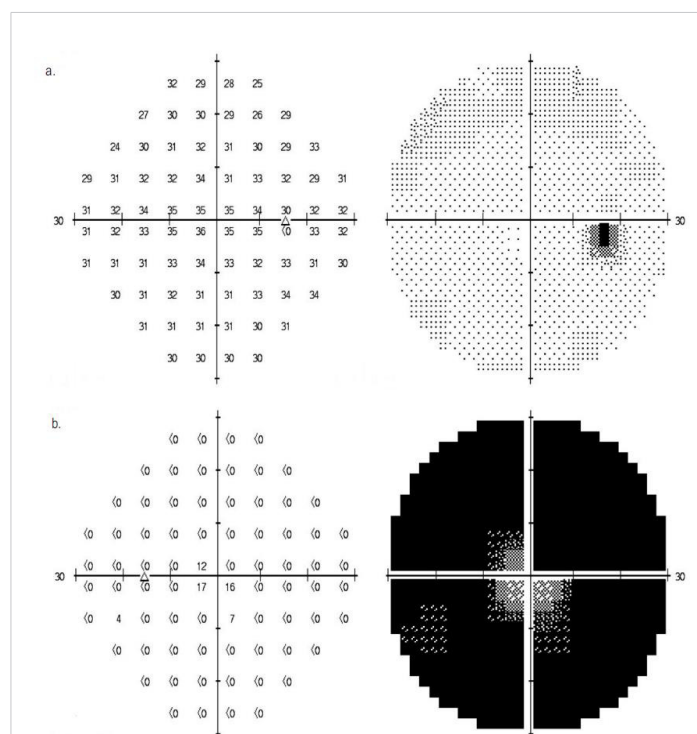 a.
32 29 28 25
27 30 30 29 26 29
24 30 31 32 31 30 29 33
29 31 32 32 34 31 33 32 29 31
31 32 34 35 35 35 34 30 32 32
30 30
31 32 33 35 36 35 35 〈0 33 32
31 31 31 33 34 33 32 33 31 30
30 31 32 31 31 33 34 34
31 31 31 31 30 31
30 30 30 30
b.
〈0 〈0 〈0 〈0
〈0 〈0 〈0 〈0 〈0 〈0
〈0 〈0 〈0 〈0 〈0 〈0 〈0 〈0
〈0 〈0 〈0 〈0 〈0 〈0 〈0 〈0 〈0 〈0
〈0 〈0 〈0 〈0 12 〈0 〈0 〈0 〈0 〈0
30 30
〈0 〈0 〈0 〈0 17 16 〈0 〈0 〈0 〈0
〈0 4 〈0 〈0 〈0 7 〈0 〈0 〈0 〈0
〈0 〈0 〈0 〈0 〈0 〈0 〈0 〈0
〈0 〈0 〈0 〈0 〈0 〈0
〈0 〈0 〈0 〈0